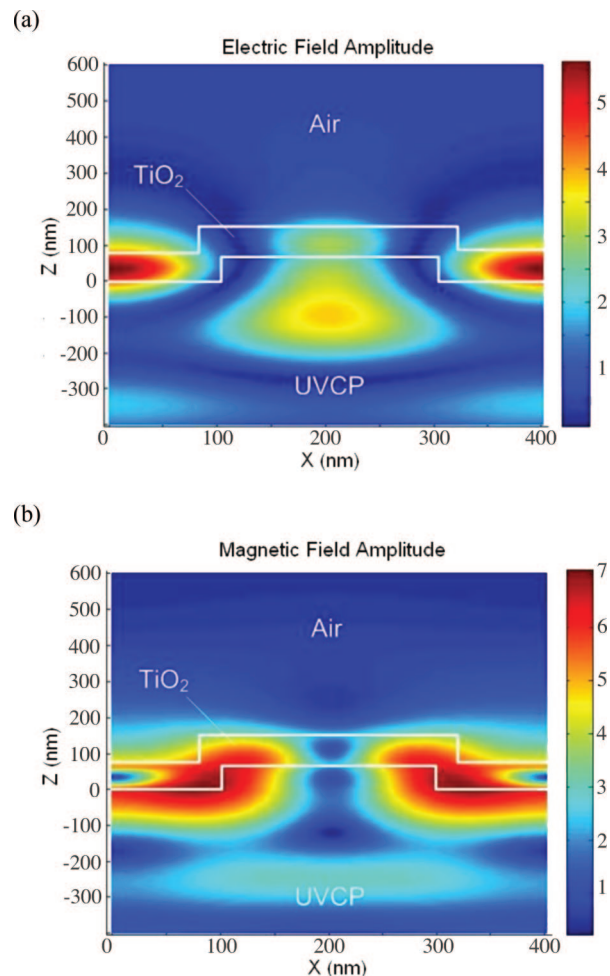 (a)
Electric Field Amplitude
600
500
400
300
200
100
0
-100
-200
-300
Z (nm)
Air
TiO₂
UVCP
0 100 200 300 400
X (nm)
5
4
3
2
1
(b)
Magnetic Field Amplitude
600
500
400
300
200
100
0
-100
-200
-300
Z (nm)
Air
TiO₂
UVCP
0 100 200 300 400
X (nm)
7
6
5
4
3
2
1